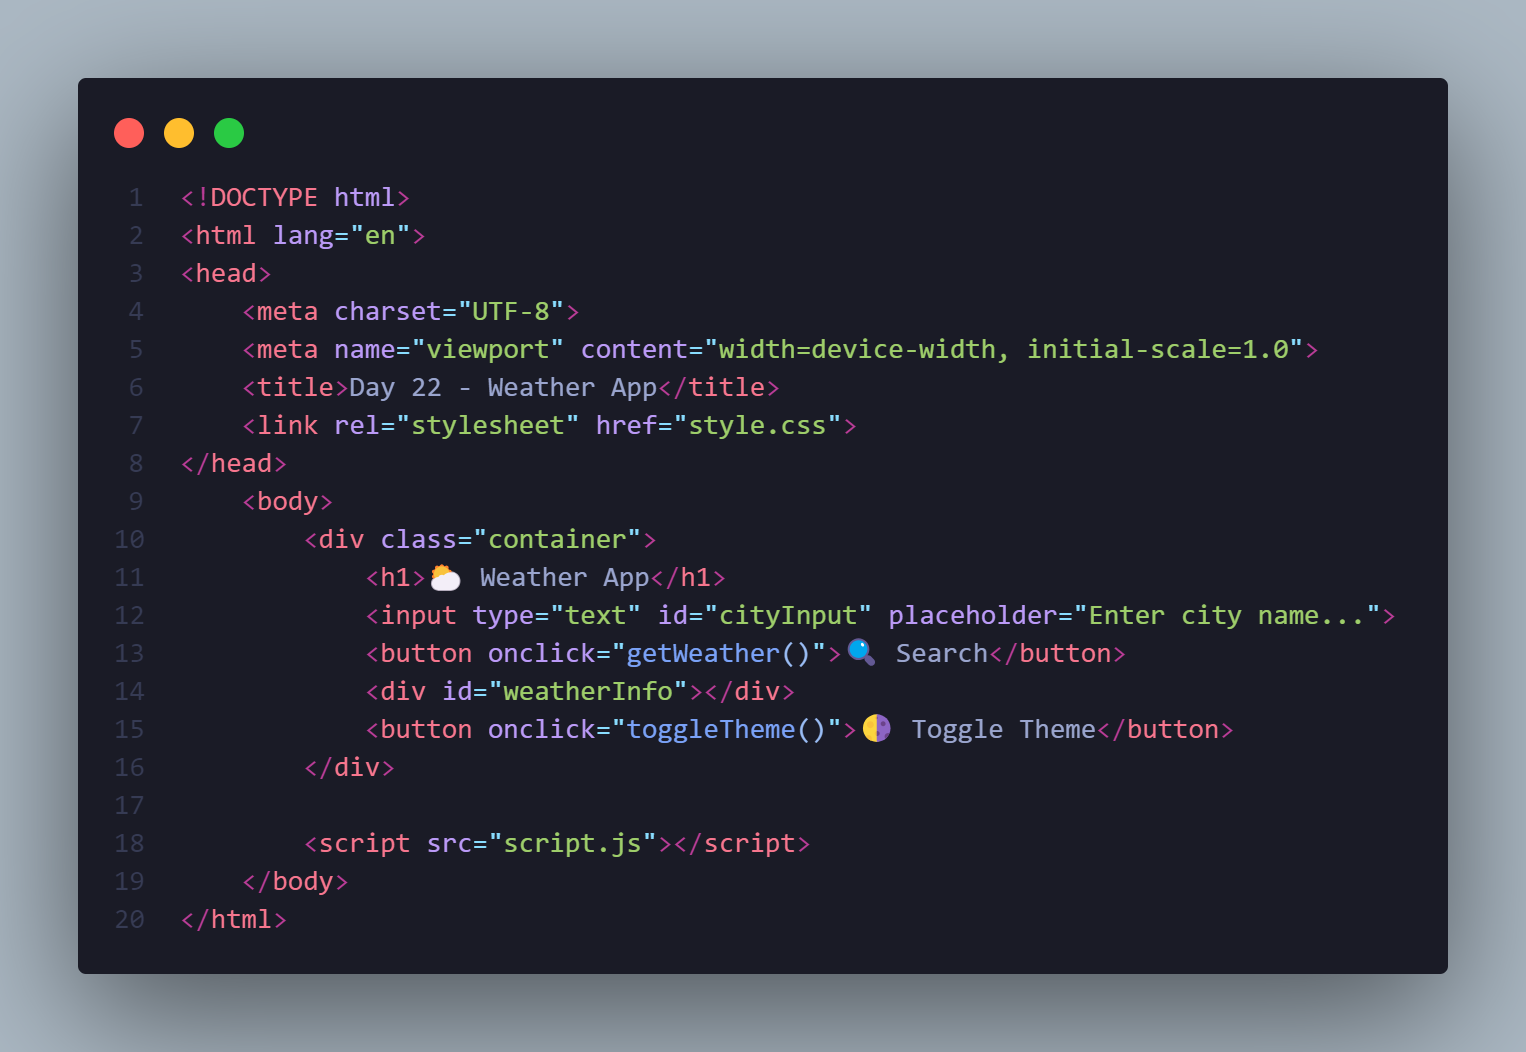 1 <!DOCTYPE html>
2 <html lang="en">
3 <head>
4     <meta charset="UTF-8">
5     <meta name="viewport" content="width=device-width, initial-scale=1.0">
6     <title>Day 22 - Weather App</title>
7     <link rel="stylesheet" href="style.css">
8 </head>
9     <body>
10         <div class="container">
11             <h1>🌥️ Weather App</h1>
12             <input type="text" id="cityInput" placeholder="Enter city name...">
13             <button onclick="getWeather()">🔍 Search</button>
14             <div id="weatherInfo"></div>
15             <button onclick="toggleTheme()">🌓 Toggle Theme</button>
16         </div>
17
18         <script src="script.js"></script>
19     </body>
20 </html>